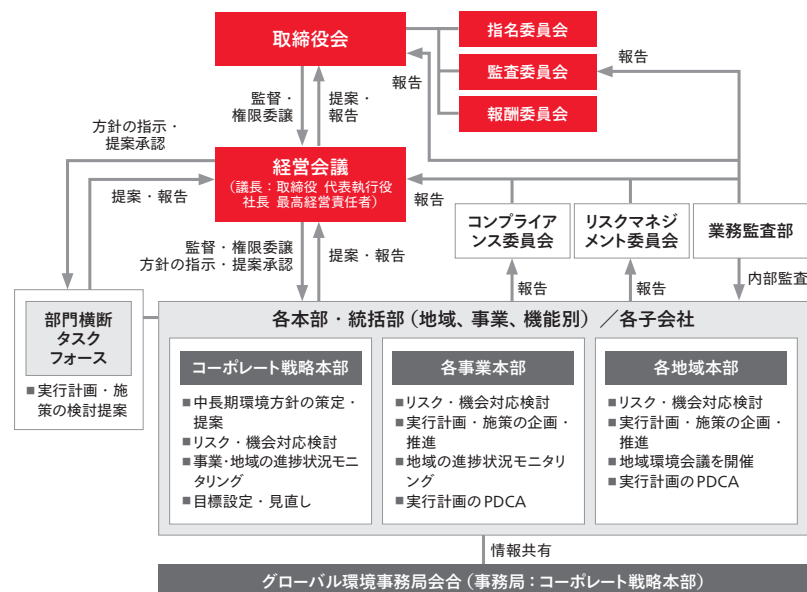 取締役会
指名委員会
監査委員会
報酬委員会
報告
報告
監督・
権限委譲
提案・
報告
方針の指示・
提案承認
経営会議
（議長：取締役 代表執行役
社長 最高経営責任者）
提案・報告
報告
コンプライ
アンス委員会
リスクマネジ
メント委員会
業務監査部
監督・権限委譲
方針の指示・提案承認
提案・報告
報告
報告
内部監査
部門横断
タスク
フォース
■実行計画・施
策の検討提案
各本部・統括部（地域、事業、機能別）／各子会社
コーポレート戦略本部
■中長期環境方針の策定・
提案
■リスク・機会対応検討
■事業・地域の進捗状況モニ
タリング
■目標設定・見直し
各事業本部
■リスク・機会対応検討
■実行計画・施策の企画・
推進
■地域の進捗状況モニタリ
ング
■実行計画のPDCA
各地域本部
■リスク・機会対応検討
■実行計画・施策の企画・
推進
■地域環境会議を開催
■実行計画のPDCA
情報共有
グローバル環境事務局会合（事務局：コーポレート戦略本部）